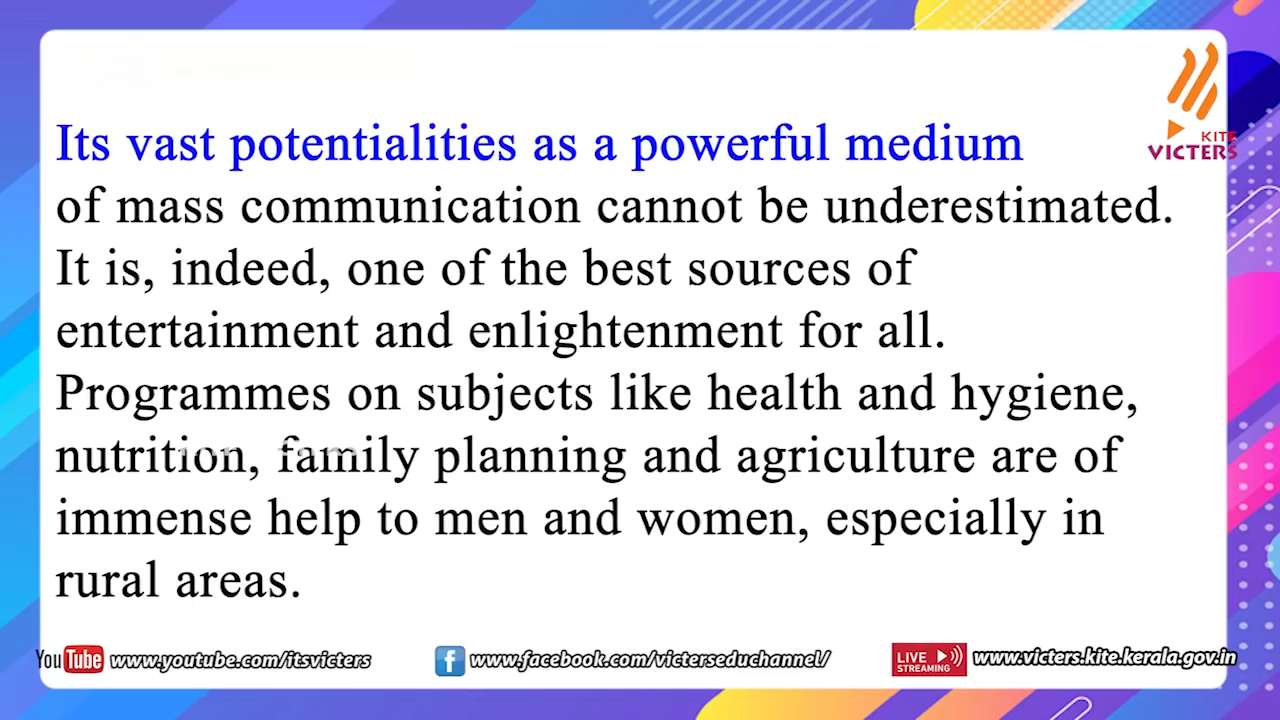 KITE
VICTERS
Its vast potentialities as a powerful medium
of mass communication cannot be underestimated.
It is, indeed, one of the best sources of
entertainment and enlightenment for all.
Programmes on subjects like health and hygiene,
nutrition, family planning and agriculture are of
immense help to men and women, especially in
rural areas.
YouTube www.youtube.com/itsvicters
f www.facebook.com/victerseduchannel/
LIVE
STREAMING
www.victers.kite.kerala.gov.in